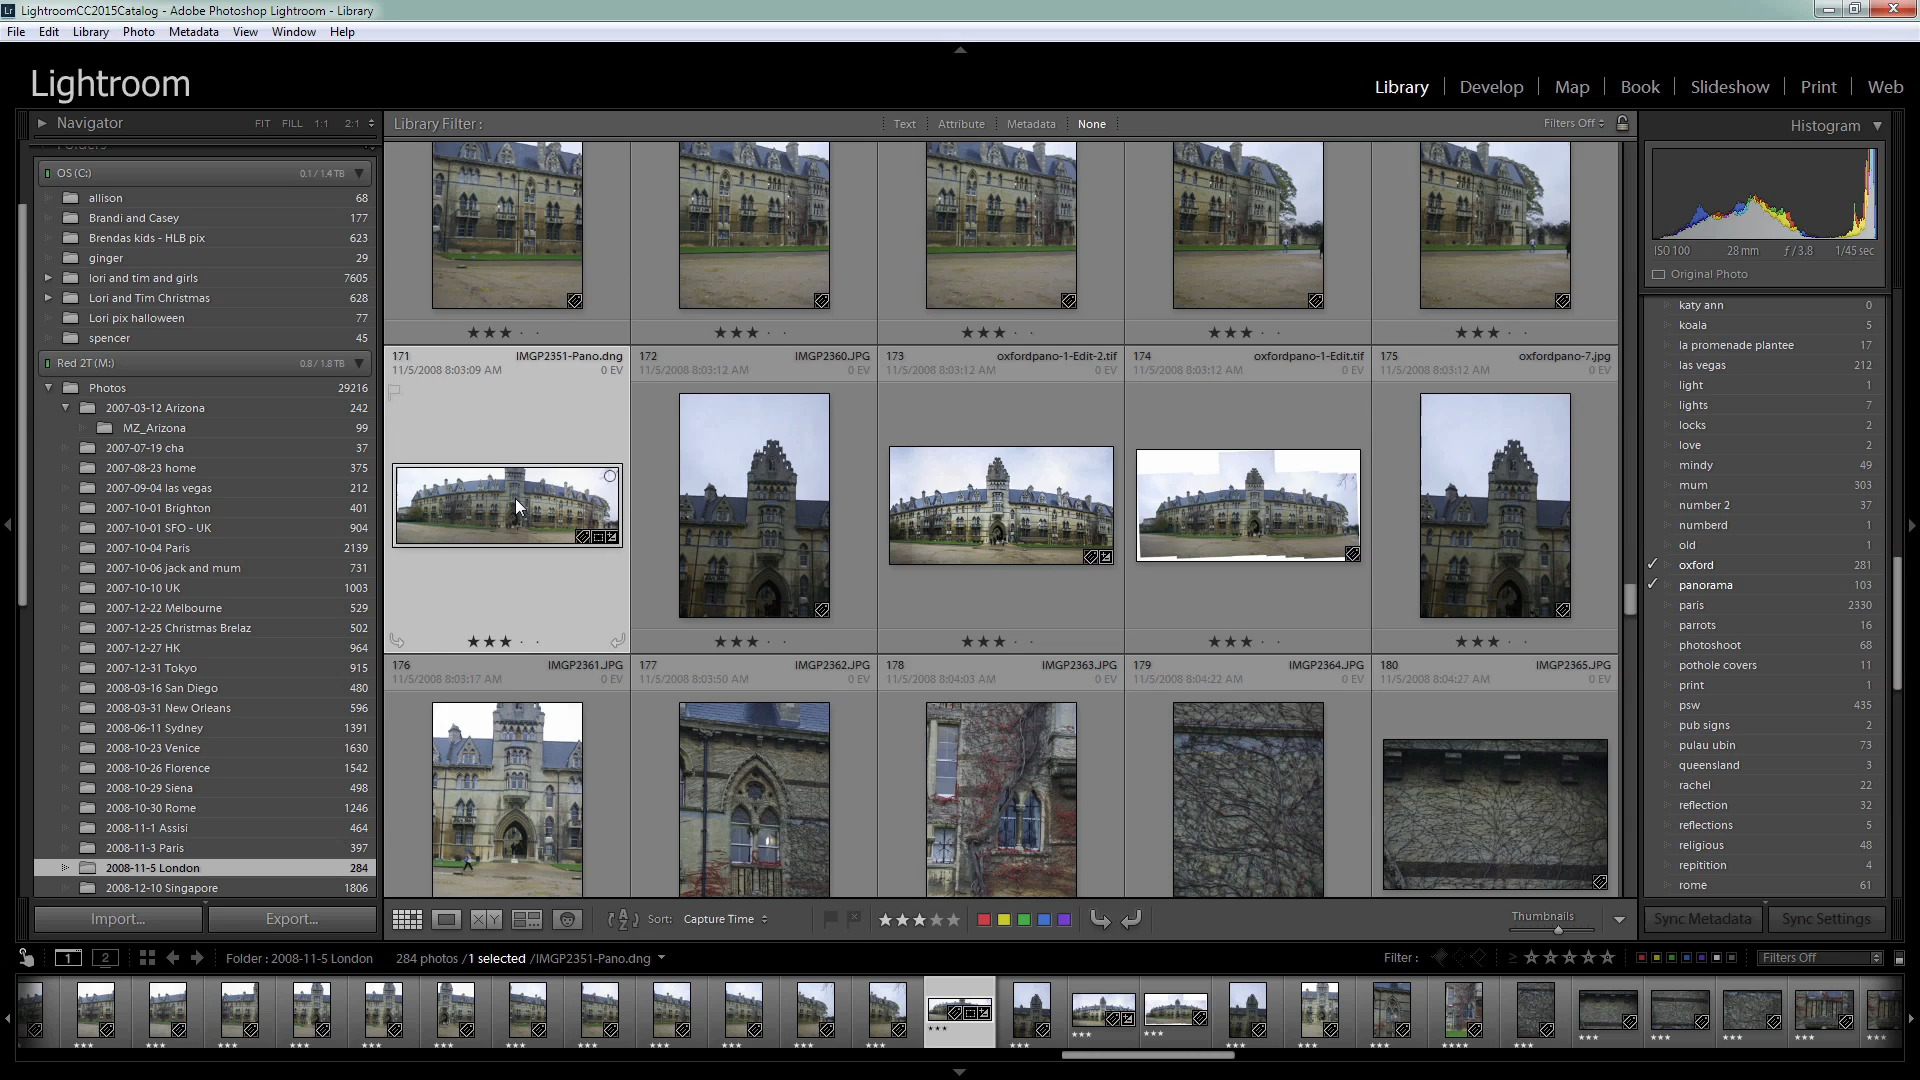 LightroomCC2015Catalog - Adobe Photoshop Lightroom - Library
File Edit Library Photo Metadata View Window Help
Lightroom
Library Develop Map Book Slideshow Print Web
Navigator FIT FILL 1:1 2:1
Folders
OS (C:) 0.1 / 1.4 TB
allison 68
Brandi and Casey 177
Brendas kids - HLB pix 623
ginger 29
lori and tim and girls 7605
Lori and Tim Christmas 628
Lori pix halloween 77
spencer 45
Red 2T (M:) 0.8 / 1.8 TB
Photos 29216
2007-03-12 Arizona 242
MZ_Arizona 99
2007-07-19 cha 37
2007-08-23 home 375
2007-09-04 las vegas 212
2007-10-01 Brighton 401
2007-10-01 SFO - UK 904
2007-10-04 Paris 2139
2007-10-06 jack and mum 731
2007-10-10 UK 1003
2007-12-22 Melbourne 529
2007-12-25 Christmas Brelaz 502
2007-12-27 HK 964
2007-12-31 Tokyo 915
2008-03-16 San Diego 480
2008-03-31 New Orleans 596
2008-06-11 Sydney 1391
2008-10-23 Venice 1630
2008-10-26 Florence 1542
2008-10-29 Siena 498
2008-10-30 Rome 1246
2008-11-1 Assisi 464
2008-11-3 Paris 397
2008-11-5 London 284
2008-12-10 Singapore 1806
Import... Export...
Library Filter : Text Attribute Metadata None Filters Off
171 IMGP2351-Pano.dng
11/5/2008 8:03:09 AM 0 EV
172 IMGP2360.JPG
11/5/2008 8:03:12 AM 0 EV
173 oxfordpano-1-Edit-2.tif
11/5/2008 8:03:12 AM 0 EV
174 oxfordpano-1-Edit.tif
11/5/2008 8:03:12 AM 0 EV
175 oxfordpano-7.jpg
11/5/2008 8:03:12 AM 0 EV
176 IMGP2361.JPG
11/5/2008 8:03:17 AM 0 EV
177 IMGP2362.JPG
11/5/2008 8:03:50 AM 0 EV
178 IMGP2363.JPG
11/5/2008 8:04:03 AM 0 EV
179 IMGP2364.JPG
11/5/2008 8:04:22 AM 0 EV
180 IMGP2365.JPG
11/5/2008 8:04:27 AM 0 EV
XY Sort: Capture Time Thumbnails
Histogram
ISO 100 28 mm f / 3.8 1/45 sec
Original Photo
katy ann 0
koala 5
la promenade plantee 17
las vegas 212
light 1
lights 7
locks 2
love 2
mindy 49
mum 303
number 2 37
numberd 1
old 1
oxford 281
panorama 103
paris 2330
parrots 16
photoshoot 68
pothole covers 11
print 1
psw 435
pub signs 2
pulau ubin 73
queensland 3
rachel 22
reflection 32
reflections 5
religious 48
repitition 4
rome 61
Sync Metadata Sync Settings
1 2 Folder : 2008-11-5 London 284 photos / 1 selected / IMGP2351-Pano.dng Filter : Filters Off